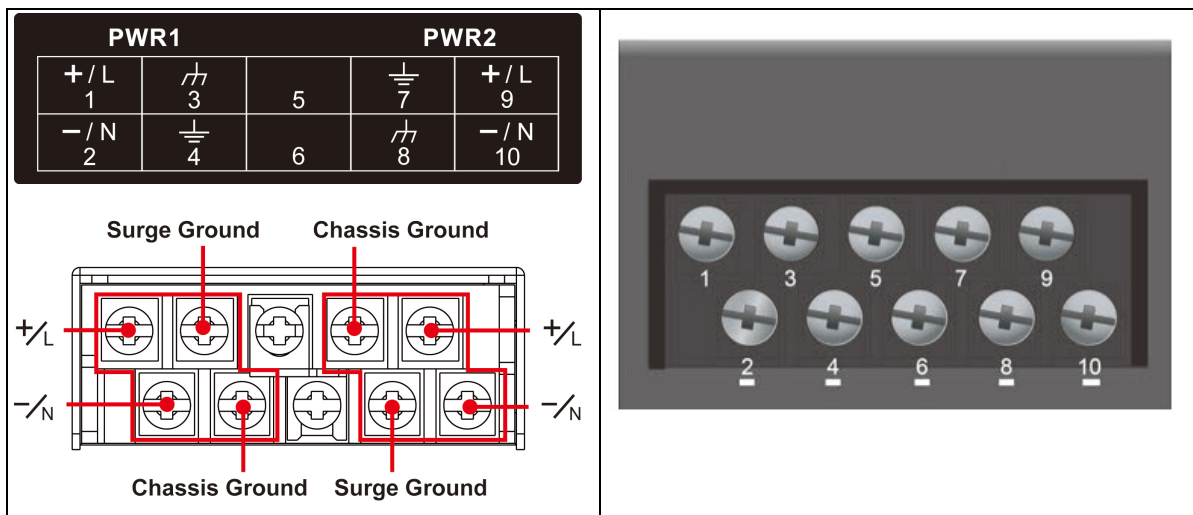 PWR1 PWR2
+/L 1 3 5 7 +/L 9
−/N 2 4 6 8 −/N 10
Surge Ground Chassis Ground
+/L +/L
−/N −/N
Chassis Ground Surge Ground
1 3 5 7 9
2 4 6 8 10